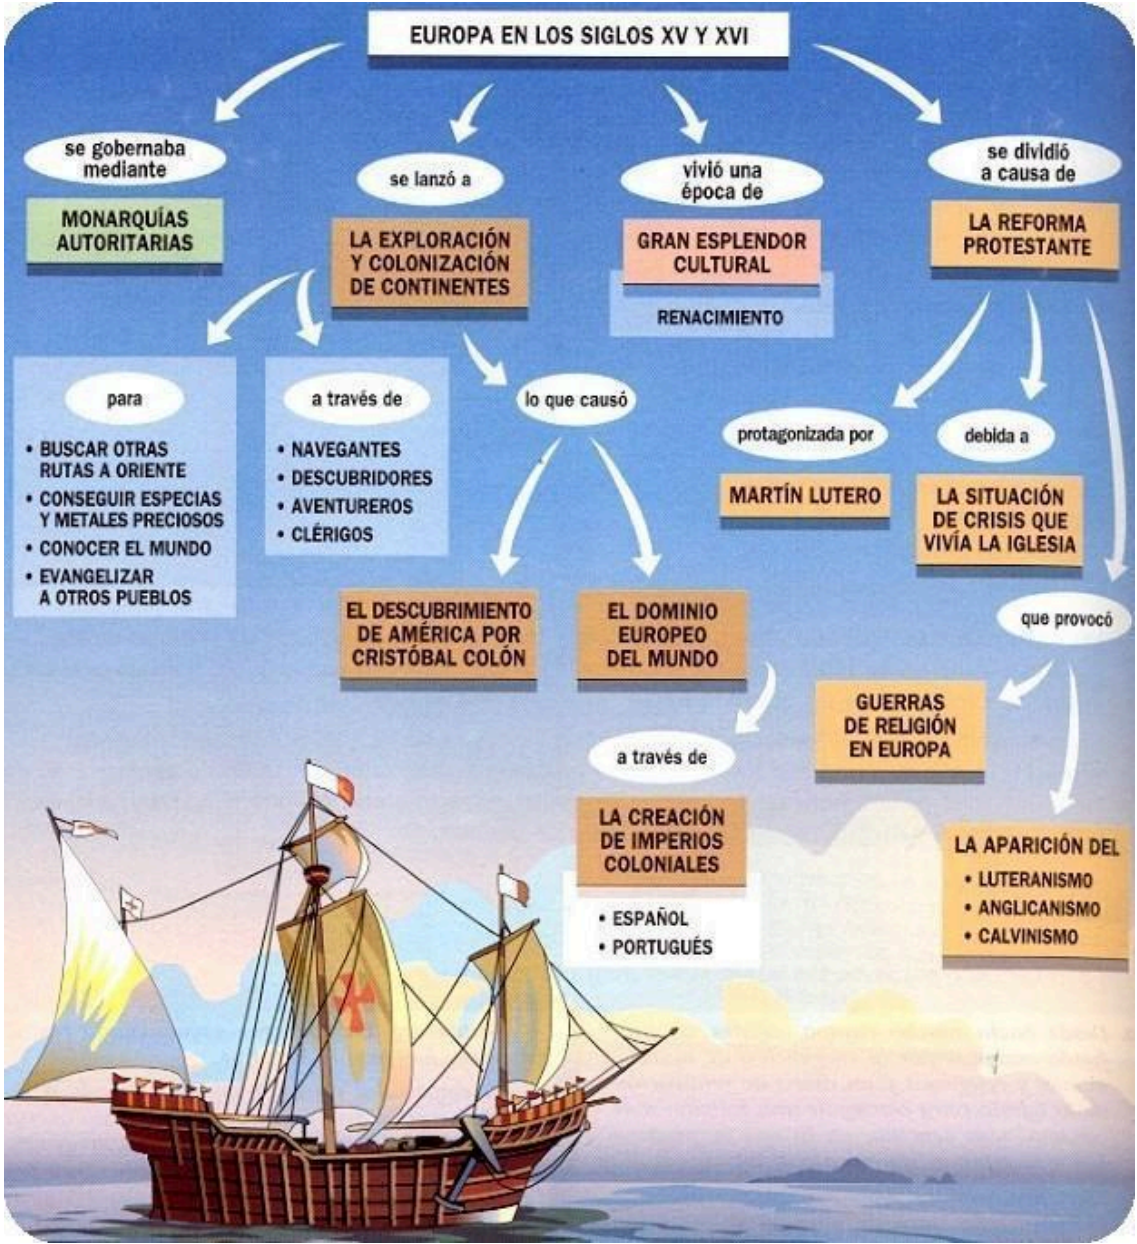 EUROPA EN LOS SIGLOS XV Y XVI
se gobernaba
mediante
MONARQUÍAS
AUTORITARIAS
se lanzó a
LA EXPLORACIÓN
Y COLONIZACIÓN
DE CONTINENTES
para
• BUSCAR OTRAS
RUTAS A ORIENTE
• CONSEGUIR ESPECIAS
Y METALES PRECIOSOS
• CONOCER EL MUNDO
• EVANGELIZAR
A OTROS PUEBLOS
a través de
• NAVEGANTES
• DESCUBRIDORES
• AVENTUREROS
• CLÉRIGOS
lo que causó
EL DESCUBRIMIENTO
DE AMÉRICA POR
CRISTÓBAL COLÓN
EL DOMINIO
EUROPEO
DEL MUNDO
a través de
LA CREACIÓN
DE IMPERIOS
COLONIALES
• ESPAÑOL
• PORTUGUÉS
vivió una
época de
GRAN ESPLENDOR
CULTURAL
RENACIMIENTO
se dividió
a causa de
LA REFORMA
PROTESTANTE
protagonizada por
MARTÍN LUTERO
debida a
LA SITUACIÓN
DE CRISIS QUE
VIVÍA LA IGLESIA
que provocó
GUERRAS
DE RELIGIÓN
EN EUROPA
LA APARICIÓN DEL
• LUTERANISMO
• ANGLICANISMO
• CALVINISMO